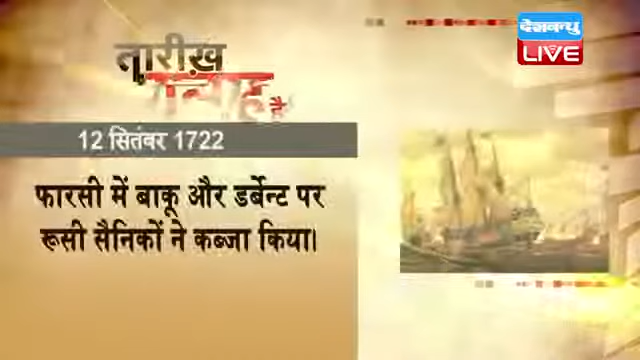 देशबन्धु
LIVE
तारीख़
गवाह है
12 सितंबर 1722
फारसी में बाकू और डर्बेन्ट पर
रूसी सैनिकों ने कब्जा किया।